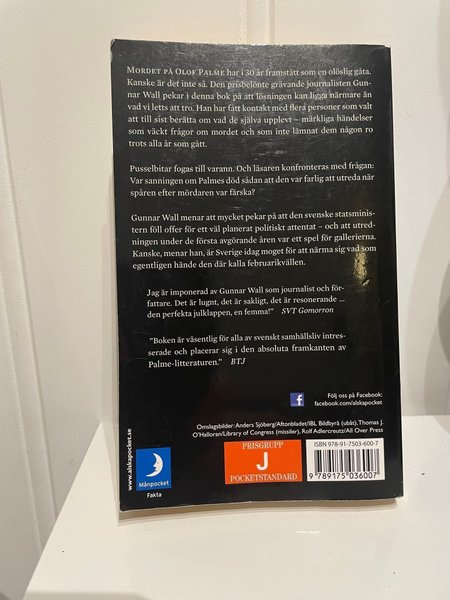 MORDET PÅ OLOF PALME har i 30 år framstått som en olöslig gåta.
Kanske är det inte så. Den prisbelönte grävande journalisten Gun-
nar Wall pekar i denna bok på att lösningen kan ligga närmare än
vad vi letts att tro. Han har fått kontakt med flera personer som valt
att till sist berätta om vad de själva upplevt – märkliga händelser
som väckt frågor om mordet och som inte lämnat dem någon ro
trots alla år som gått.
Pusselbitar fogas till varann. Och läsaren konfronteras med frågan:
Var sanningen om Palmes död sådan att den var farlig att utreda när
spåren efter mördaren var färska?
Gunnar Wall menar att mycket pekar på att den svenske statsminis-
tern föll offer för ett väl planerat politiskt attentat – och att utred-
ningen under de första avgörande åren var ett spel för gallerierna.
Kanske, menar han, är Sverige idag moget för att närma sig vad som
egentligen hände den där kalla februarikvällen.
Jag är imponerad av Gunnar Wall som journalist och för-
fattare. Det är lugnt, det är sakligt, det är resonerande ...
den perfekta julklappen, en femma!" SVT Gomorron
"Boken är väsentlig för alla av svenskt samhällsliv intres-
serade och placerar sig i den absoluta framkanten av
Palme-litteraturen." BTJ
f
Följ oss på Facebook:
facebook.com/alskapocket
Omslagsbilder: Anders Sjöberg/Aftonbladet/IBL Bildbyrå (ubåt), Thomas J.
O'Halloran/Library of Congress (missiler), Rolf Adlercreutz/All Over Press
www.alskapocket.se
Månpocket
Fakta
PRISGRUPP
J
POCKETSTANDARD
ISBN 978-91-7503-600-7
9 789175 036007